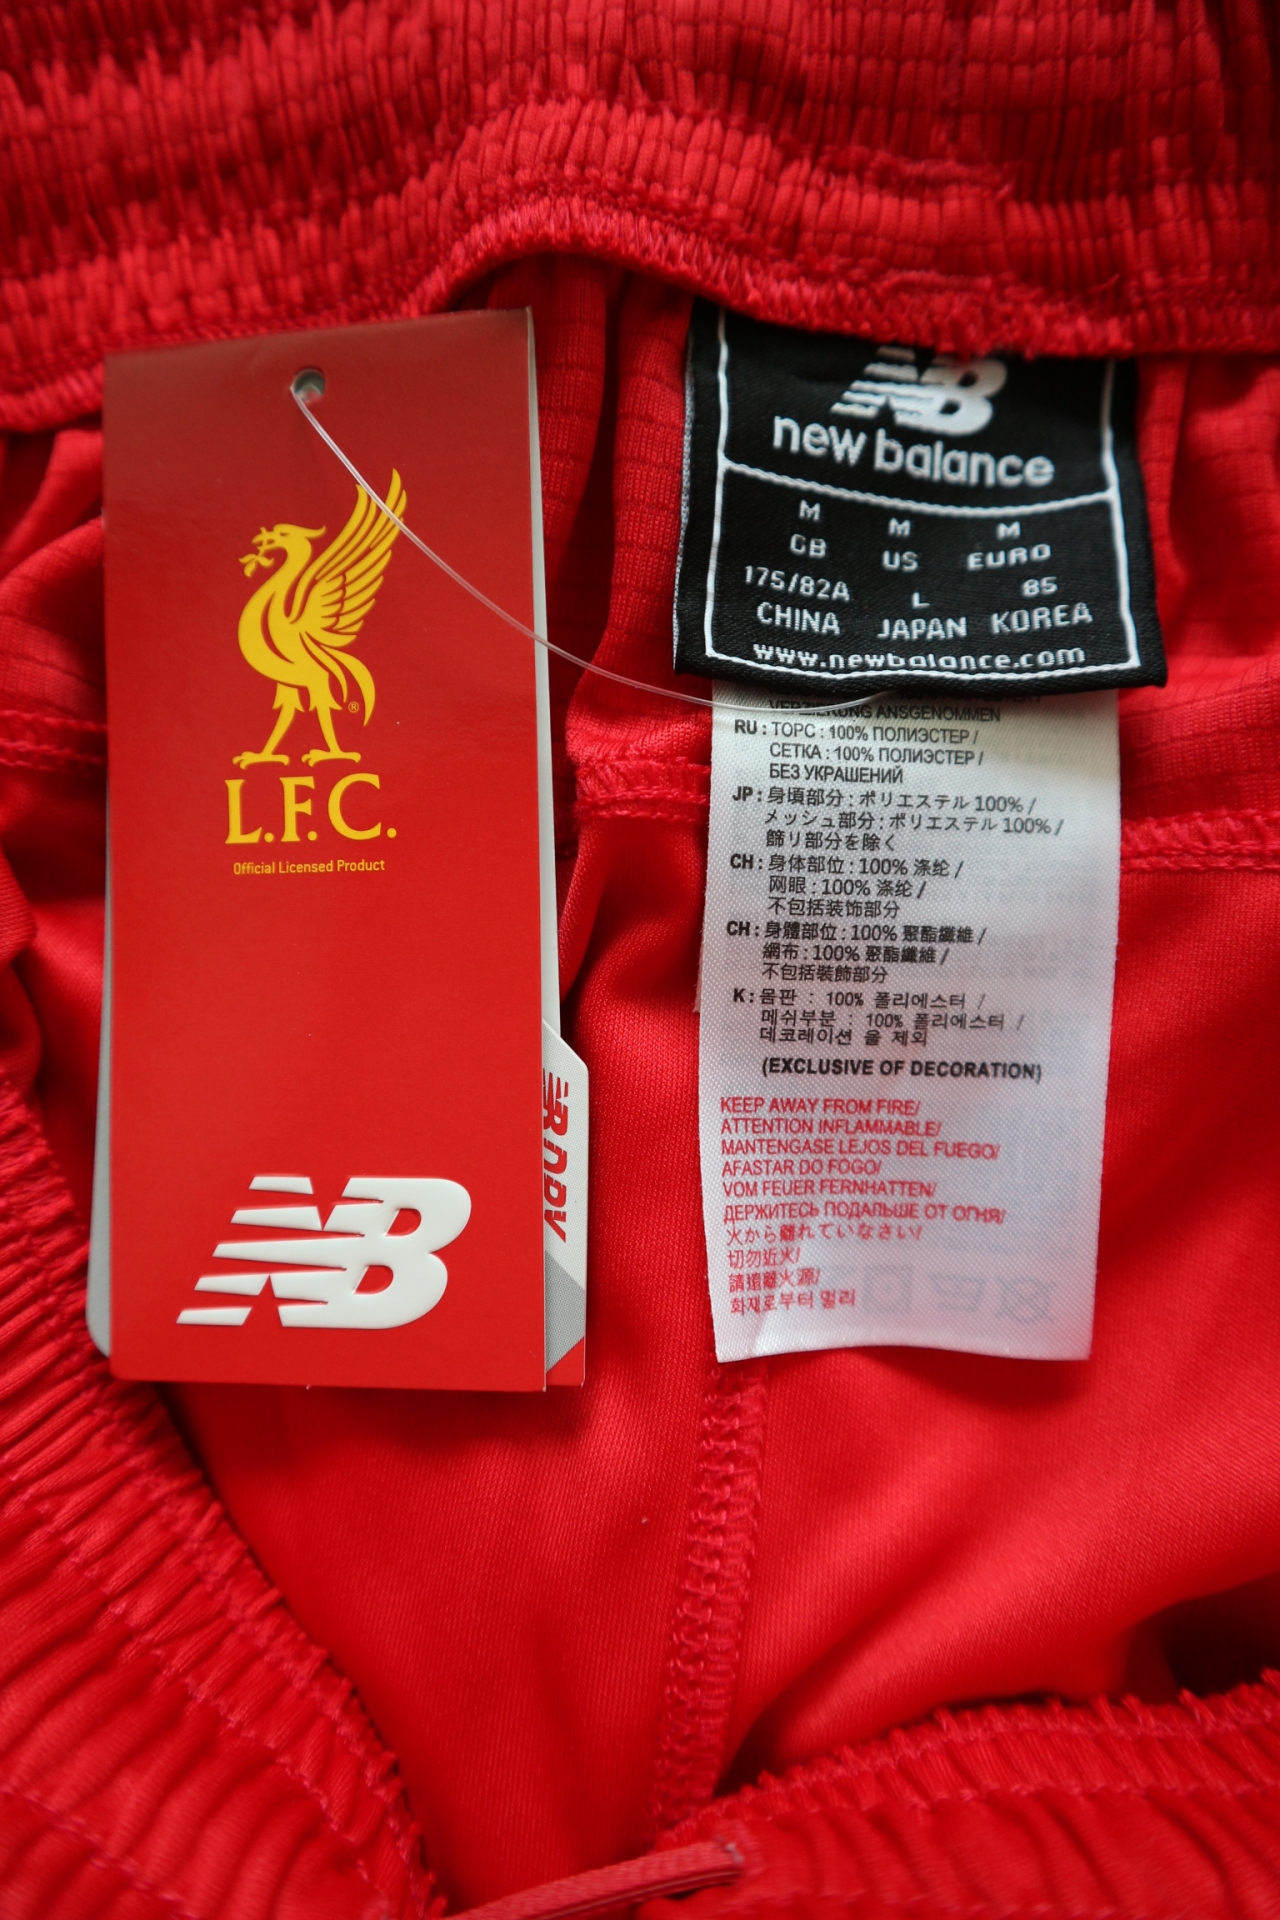 L.F.C.
Official Licensed Product
NB
NB
new balance
M M M
GB US EURO
175/82A L 85
CHINA JAPAN KOREA
www.newbalance.com
VERZIERUNG AUSGENOMMEN
RU : ТОРС : 100% ПОЛИЭСТЕР /
СЕТКА : 100% ПОЛИЭСТЕР /
БЕЗ УКРАШЕНИЙ
JP : 身頃部分 : ポリエステル 100% /
メッシュ部分 : ポリエステル 100% /
飾り部分を除く
CH : 身体部位 : 100% 涤纶 /
网眼 : 100% 涤纶 /
不包括装饰部分
CH : 身體部位 : 100% 聚酯纖維 /
網布 : 100% 聚酯纖維 /
不包括裝飾部分
K : 몸판 : 100% 폴리에스터 /
메쉬부분 : 100% 폴리에스터 /
데코레이션 을 제외
(EXCLUSIVE OF DECORATION)
KEEP AWAY FROM FIRE/
ATTENTION INFLAMMABLE/
MANTENGASE LEJOS DEL FUEGO/
AFASTAR DO FOGO/
VOM FEUER FERNHATTEN/
ДЕРЖИТЕСЬ ПОДАЛЬШЕ ОТ ОГНЯ/
火から離れていなさい/
切勿近火/
請遠離火源/
화재로부터 멀리